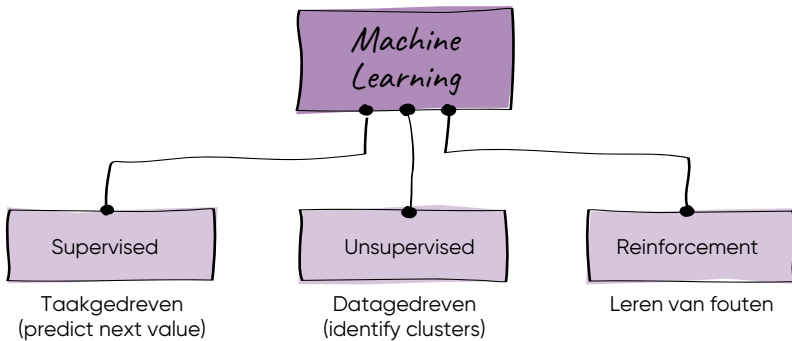 Machine
Learning
Supervised
Unsupervised
Reinforcement
Taakgedreven
(predict next value)
Datagedreven
(identify clusters)
Leren van fouten